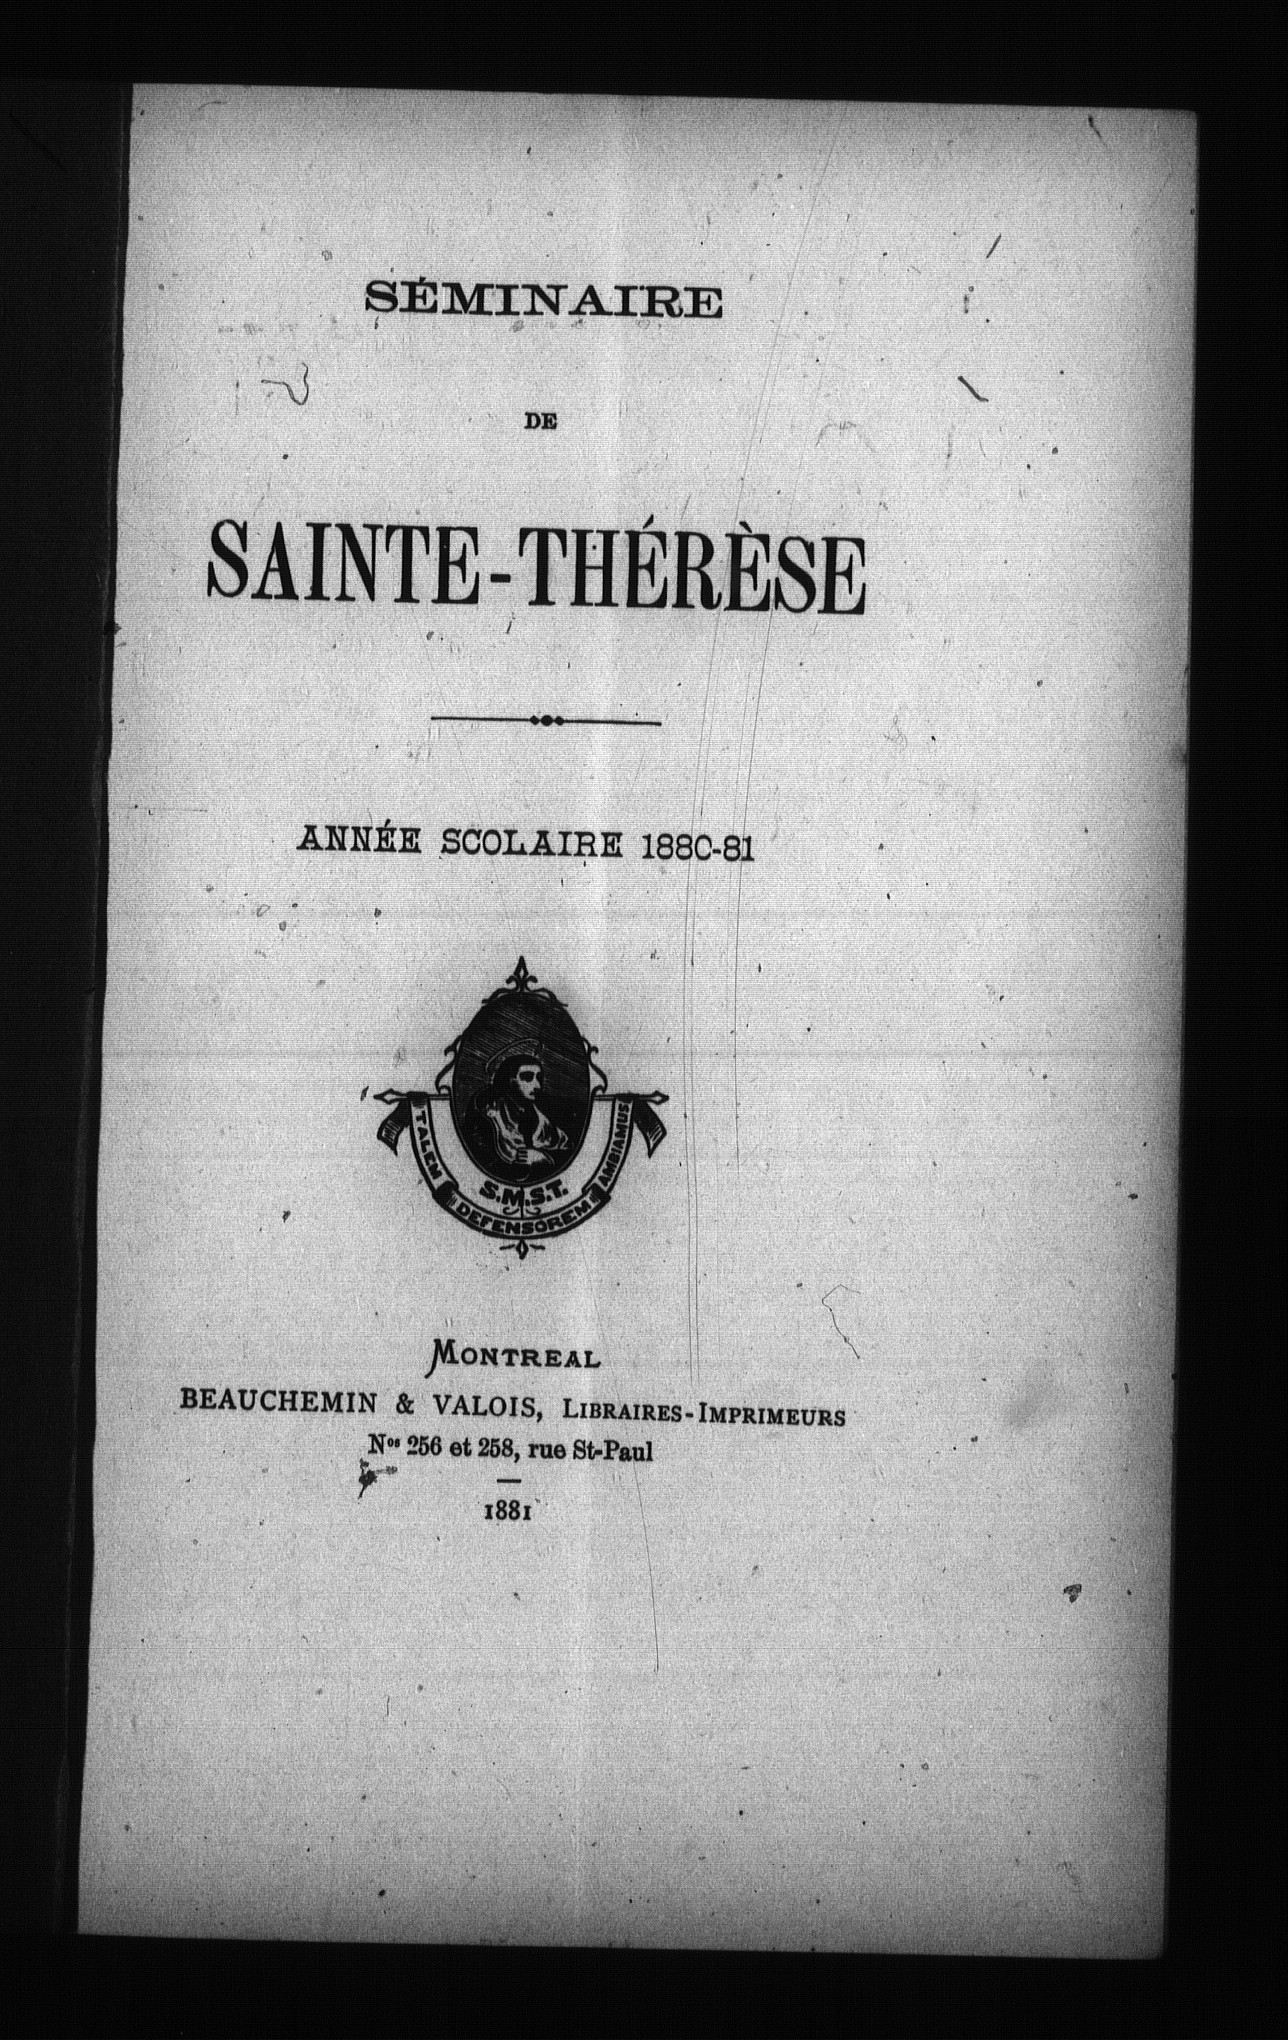 SÉMINAIRE
DE
SAINTE-THÉRÈSE
ANNÉE SCOLAIRE 1880-81
TALEM DEFENSOREM AMBIAMUS
S.M.S.T.
MONTREAL
BEAUCHEMIN & VALOIS, LIBRAIRES-IMPRIMEURS
Nos 256 et 258, rue St-Paul
1881